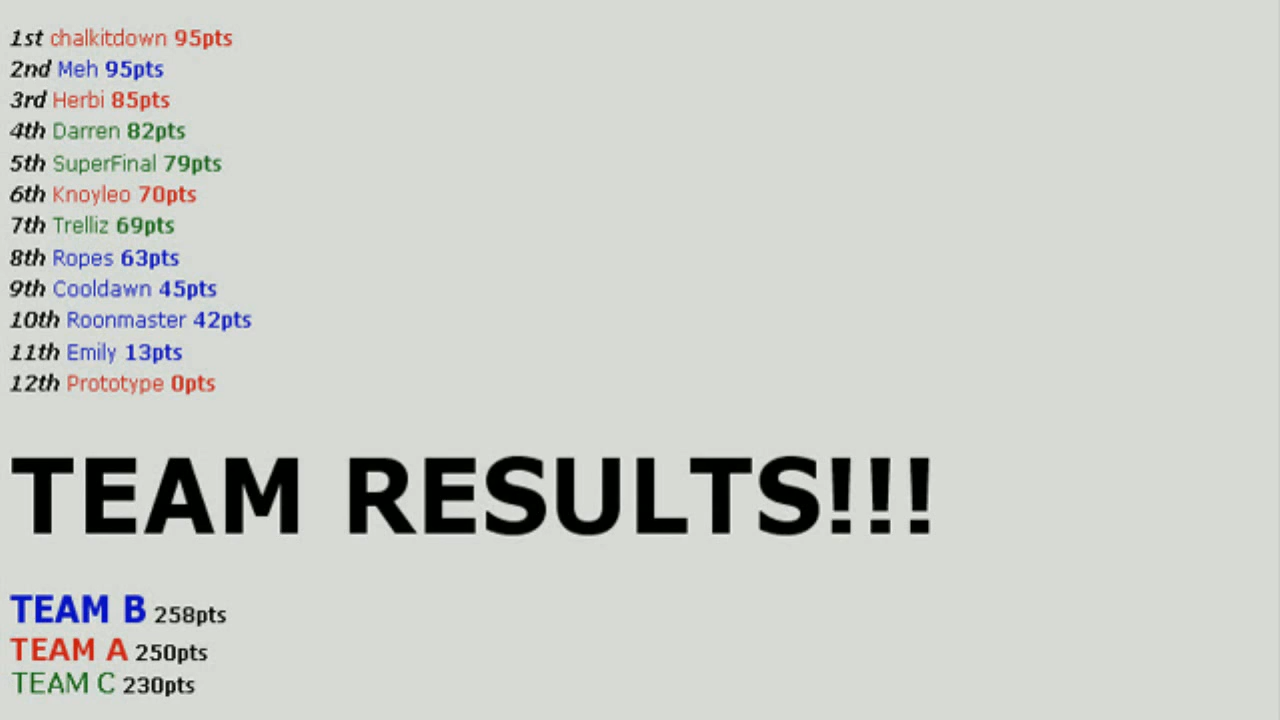 1st chalkitdown 95pts
2nd Meh 95pts
3rd Herbi 85pts
4th Darren 82pts
5th SuperFinal 79pts
6th Knoyleo 70pts
7th Trelliz 69pts
8th Ropes 63pts
9th Cooldawn 45pts
10th Roonmaster 42pts
11th Emily 13pts
12th Prototype 0pts
TEAM RESULTS!!!
TEAM B 258pts
TEAM A 250pts
TEAM C 230pts